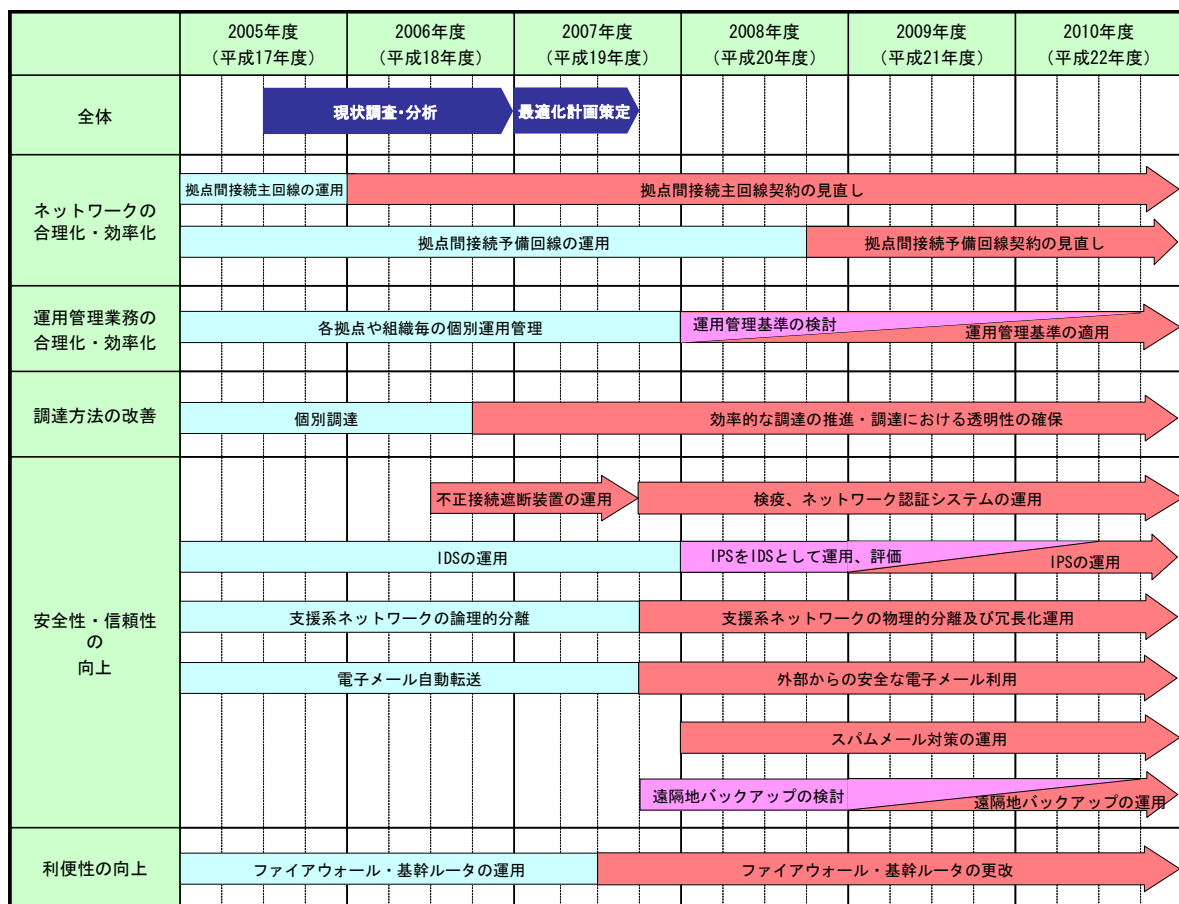 2005年度
(平成17年度)
2006年度
(平成18年度)
2007年度
(平成19年度)
2008年度
(平成20年度)
2009年度
(平成21年度)
2010年度
(平成22年度)
全体
現状調査・分析
最適化計画策定
ネットワークの
合理化・効率化
拠点間接続主回線の運用
拠点間接続主回線契約の見直し
拠点間接続予備回線の運用
拠点間接続予備回線契約の見直し
運用管理業務の
合理化・効率化
各拠点や組織毎の個別運用管理
運用管理基準の検討
運用管理基準の適用
調達方法の改善
個別調達
効率的な調達の推進・調達における透明性の確保
安全性・信頼性
の
向上
不正接続遮断装置の運用
検疫、ネットワーク認証システムの運用
IDSの運用
IPSをIDSとして運用、評価
IPSの運用
支援系ネットワークの論理的分離
支援系ネットワークの物理的分離及び冗長化運用
電子メール自動転送
外部からの安全な電子メール利用
スパムメール対策の運用
遠隔地バックアップの検討
遠隔地バックアップの運用
利便性の向上
ファイアウォール・基幹ルータの運用
ファイアウォール・基幹ルータの更改